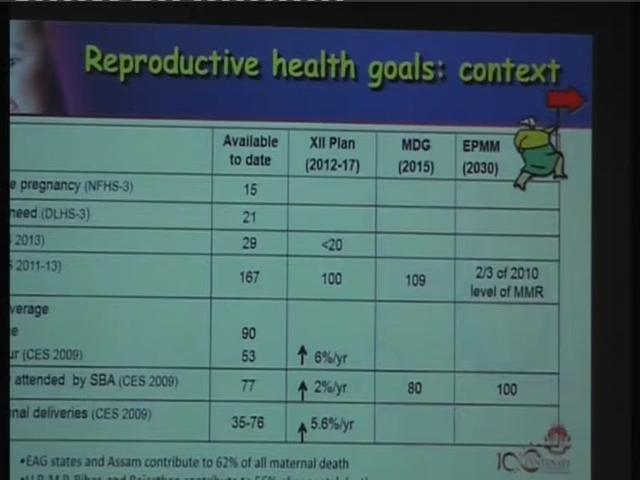 Reproductive health goals: context
Available to date XII Plan (2012-17) MDG (2015) EPMM (2030)
e pregnancy (NFHS-3) 15
need (DLHS-3) 21
2013) 29 <20
2011-13) 167 100 109 2/3 of 2010 level of MMR
verage
e 90
ur (CES 2009) 53 ↑ 6%/yr
attended by SBA (CES 2009) 77 ↑ 2%/yr 80 100
nal deliveries (CES 2009) 35-76 ↑ 5.6%/yr
•EAG states and Assam contribute to 62% of all maternal death